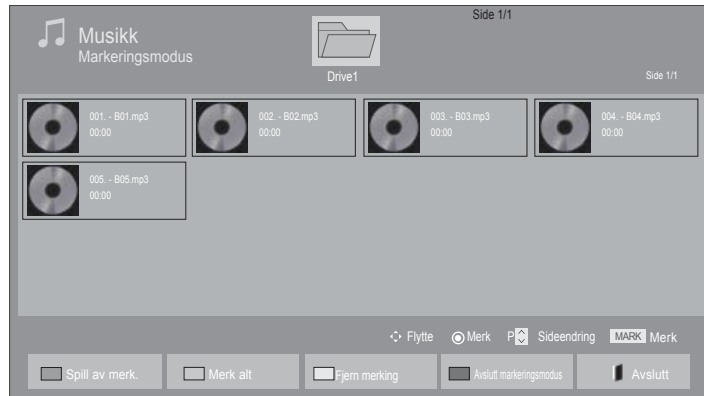 Side 1/1
Musikk
Markeringsmodus
Drive1
Side 1/1
001. - B01.mp3
00:00
002. - B02.mp3
00:00
003. - B03.mp3
00:00
004. - B04.mp3
00:00
005. - B05.mp3
00:00
Flytte Merk P Sideendring MARK Merk
Spill av merk. Merk alt Fjern merking Avslutt markeringsmodus Avslutt